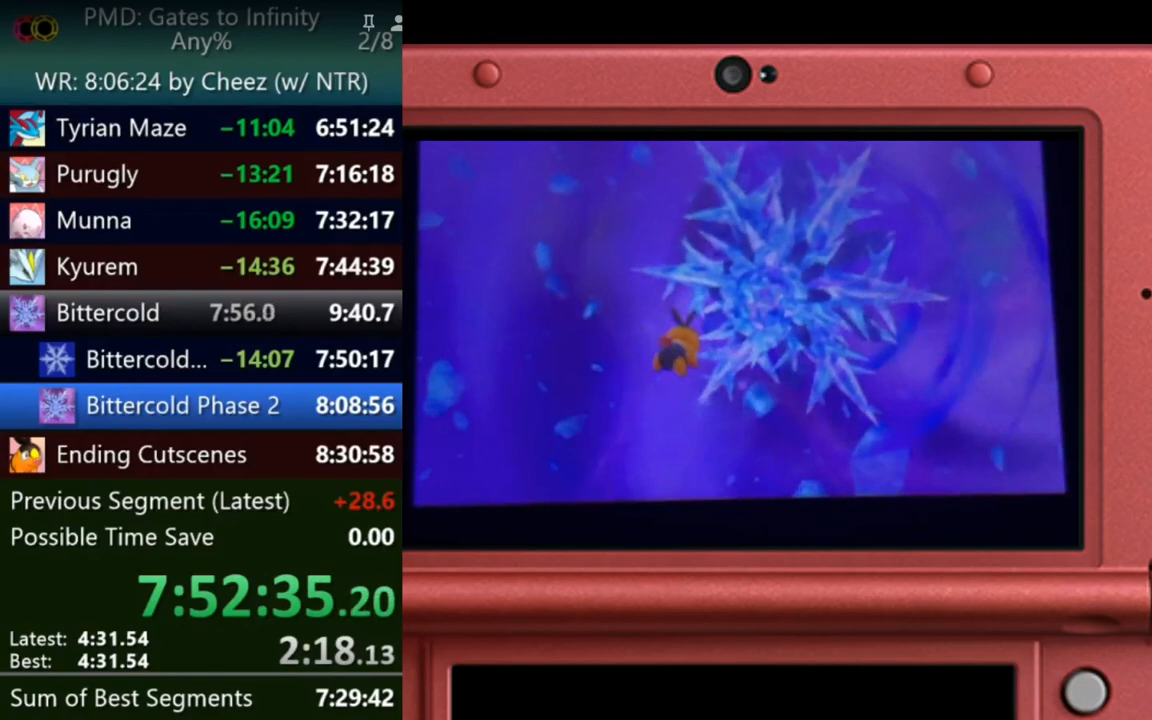 PMD: Gates to Infinity
Any%
2/8
WR: 8:06:24 by Cheez (w/ NTR)
Tyrian Maze −11:04 6:51:24
Purugly −13:21 7:16:18
Munna −16:09 7:32:17
Kyurem −14:36 7:44:39
Bittercold 7:56.0 9:40.7
Bittercold... −14:07 7:50:17
Bittercold Phase 2 8:08:56
Ending Cutscenes 8:30:58
Previous Segment (Latest) +28.6
Possible Time Save 0.00
7:52:35.20
Latest: 4:31.54
Best: 4:31.54
2:18.13
Sum of Best Segments 7:29:42